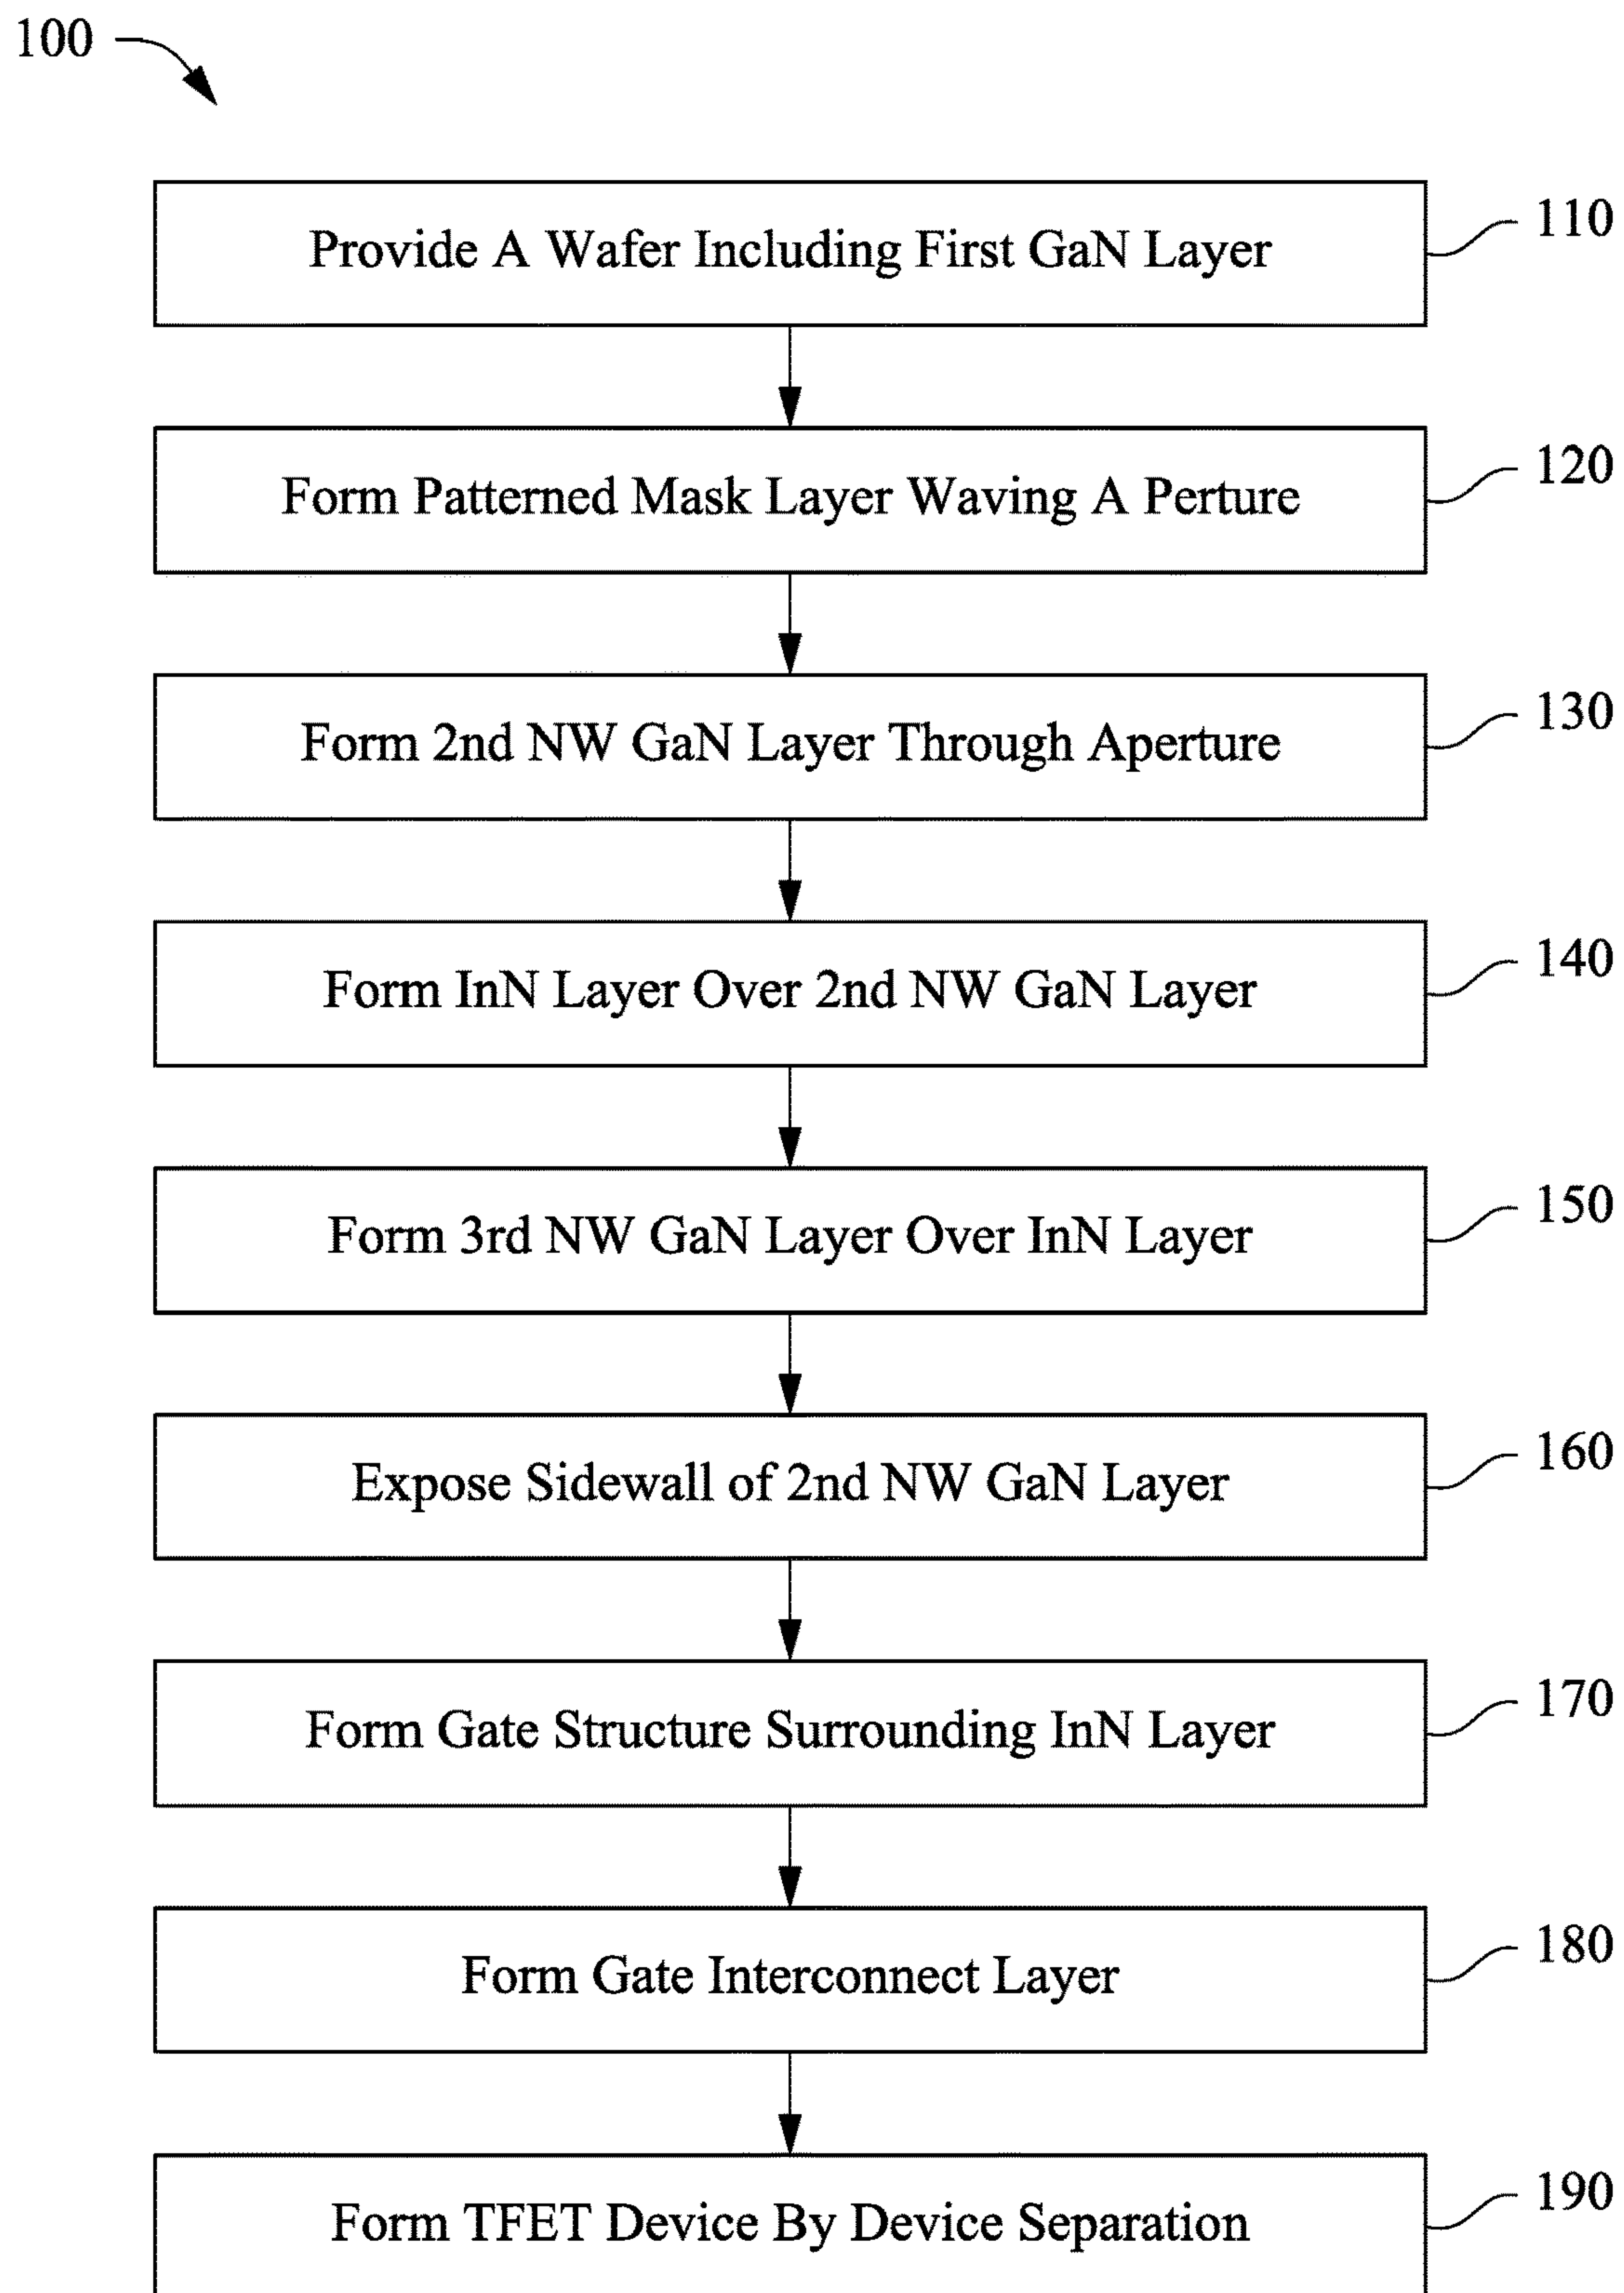 100
Provide A Wafer Including First GaN Layer
110
Form Patterned Mask Layer Waving A Perture
120
Form 2nd NW GaN Layer Through Aperture
130
Form InN Layer Over 2nd NW GaN Layer
140
Form 3rd NW GaN Layer Over InN Layer
150
Expose Sidewall of 2nd NW GaN Layer
160
Form Gate Structure Surrounding InN Layer
170
Form Gate Interconnect Layer
180
Form TFET Device By Device Separation
190